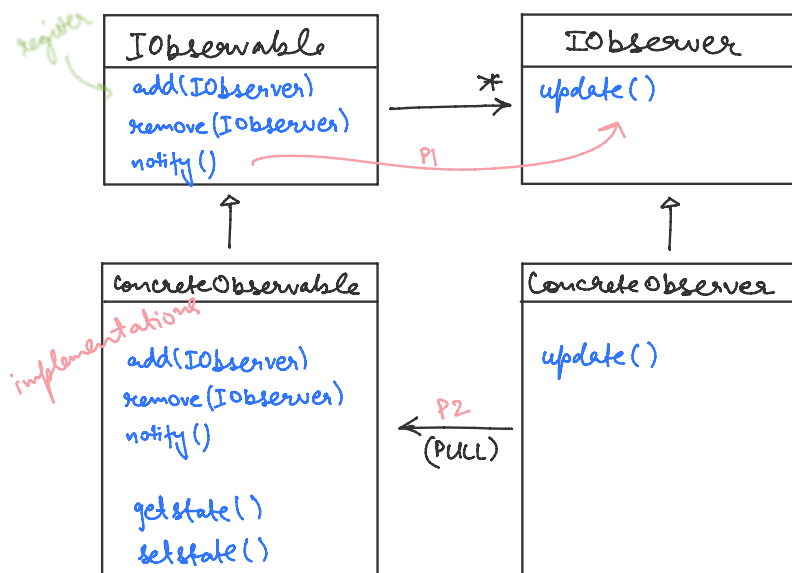 register
IObservable
add(IObserver)
remove(IObserver)
notify()
*
P1
IObserver
update()
ConcreteObservable
implementations
add(IObserver)
remove(IObserver)
notify()
getstate()
setstate()
P2
(PULL)
ConcreteObserver
update()